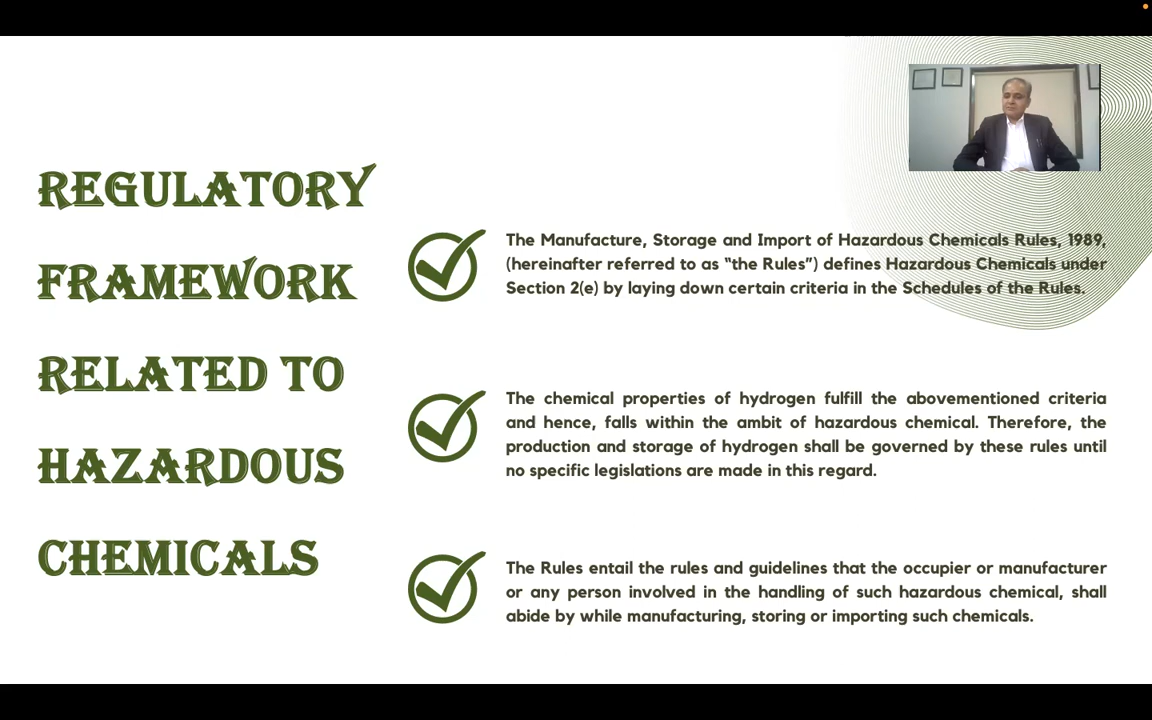 REGULATORY
FRAMEWORK
RELATED TO
HAZARDOUS
CHEMICALS
The Manufacture, Storage and Import of Hazardous Chemicals Rules, 1989,
(hereinafter referred to as “the Rules”) defines Hazardous Chemicals under
Section 2(e) by laying down certain criteria in the Schedules of the Rules.
The chemical properties of hydrogen fulfill the abovementioned criteria
and hence, falls within the ambit of hazardous chemical. Therefore, the
production and storage of hydrogen shall be governed by these rules until
no specific legislations are made in this regard.
The Rules entail the rules and guidelines that the occupier or manufacturer
or any person involved in the handling of such hazardous chemical, shall
abide by while manufacturing, storing or importing such chemicals.